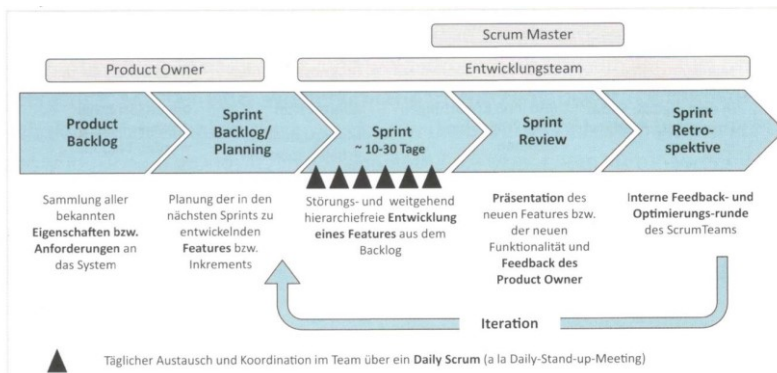 Scrum Master
Product Owner
Entwicklungsteam
Product
Backlog
Sprint
Backlog/
Planning
Sprint
~ 10-30 Tage
Sprint
Review
Sprint
Retro-
spektive
Sammlung aller
bekannten
Eigenschaften bzw.
Anforderungen an
das System
Planung der in den
nächsten Sprints zu
entwickelnden
Features bzw.
Inkrements
Störungs- und weitgehend
hierarchiefreie Entwicklung
eines Features aus dem
Backlog
Präsentation des
neuen Features bzw.
der neuen
Funktionalität und
Feedback des
Product Owner
Interne Feedback- und
Optimierungs-runde
des ScrumTeams
Iteration
Täglicher Austausch und Koordination im Team über ein Daily Scrum (a la Daily-Stand-up-Meeting)